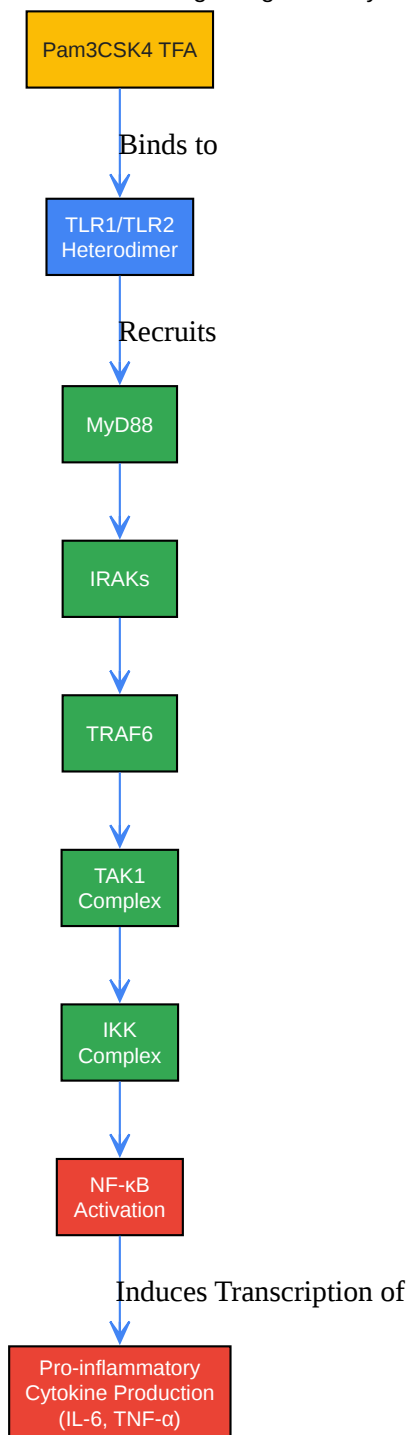 Pam3CSK4 TFA
Binds to
TLR1/TLR2
Heterodimer
Recruits
MyD88
IRAKs
TRAF6
TAK1
Complex
IKK
Complex
NF-κB
Activation
Induces Transcription of
Pro-inflammatory
Cytokine Production
(IL-6, TNF-α)